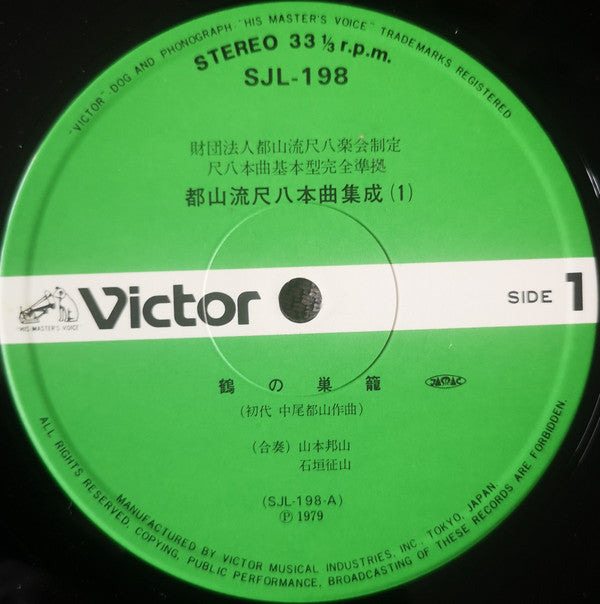 "VICTOR"-DOG AND PHONOGRAPH-"HIS MASTER'S VOICE" TRADEMARKS REGISTERED
STEREO 33⅓ r.p.m.
SJL-198
財団法人都山流尺八楽会制定
尺八本曲基本型完全準拠
都山流尺八本曲集成(1)
"HIS MASTER'S VOICE"
Victor
SIDE 1
鶴の巣籠
JASRAC
(初代 中尾都山作曲)
(合奏) 山本邦山
石垣征山
(SJL-198-A)
Ⓟ 1979
MANUFACTURED BY VICTOR MUSICAL INDUSTRIES, INC., TOKYO, JAPAN.
ALL RIGHTS RESERVED, COPYING, PUBLIC PERFORMANCE, BROADCASTING OF THESE RECORDS ARE FORBIDDEN.